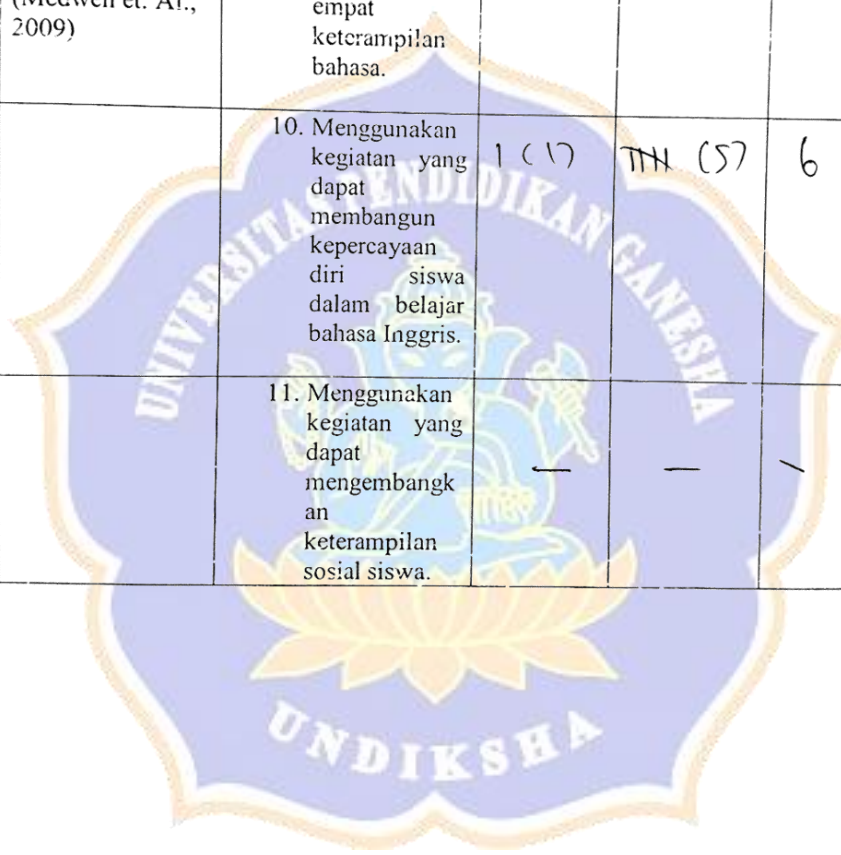 et. Al.,
2009)
empat
keterampilan
bahasa.
10. Menggunakan
kegiatan yang
dapat
membangun
kepercayaan
diri siswa
dalam belajar
bahasa Inggris.
1 (1)
𝍸 (5)
6
11. Menggunakan
kegiatan yang
dapat
mengembangk
an
keterampilan
sosial siswa.
—
—
-
UNIVERSITAS PENDIDIKAN GANESHA
UNDIKSHA